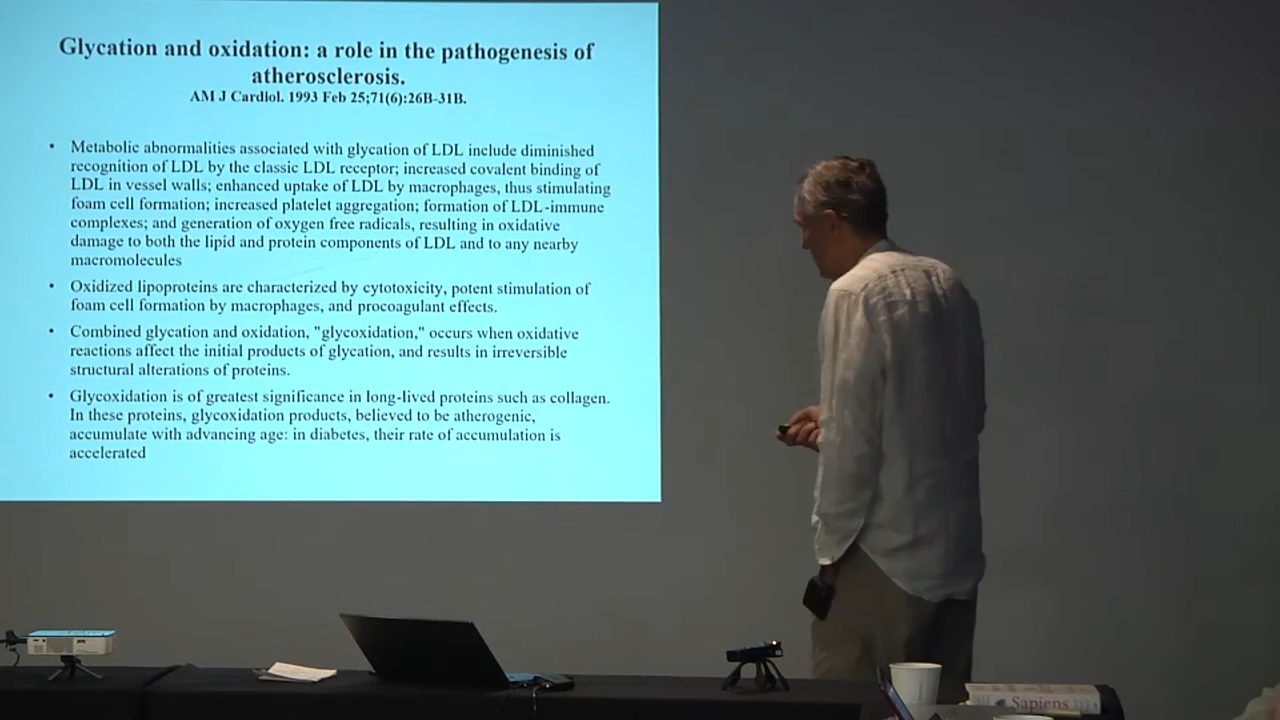 Glycation and oxidation: a role in the pathogenesis of
atherosclerosis.
AM J Cardiol. 1993 Feb 25;71(6):26B-31B.
• Metabolic abnormalities associated with glycation of LDL include diminished
recognition of LDL by the classic LDL receptor; increased covalent binding of
LDL in vessel walls; enhanced uptake of LDL by macrophages, thus stimulating
foam cell formation; increased platelet aggregation; formation of LDL-immune
complexes; and generation of oxygen free radicals, resulting in oxidative
damage to both the lipid and protein components of LDL and to any nearby
macromolecules
• Oxidized lipoproteins are characterized by cytotoxicity, potent stimulation of
foam cell formation by macrophages, and procoagulant effects.
• Combined glycation and oxidation, "glycoxidation," occurs when oxidative
reactions affect the initial products of glycation, and results in irreversible
structural alterations of proteins.
• Glycoxidation is of greatest significance in long-lived proteins such as collagen.
In these proteins, glycoxidation products, believed to be atherogenic,
accumulate with advancing age: in diabetes, their rate of accumulation is
accelerated
Sapiens